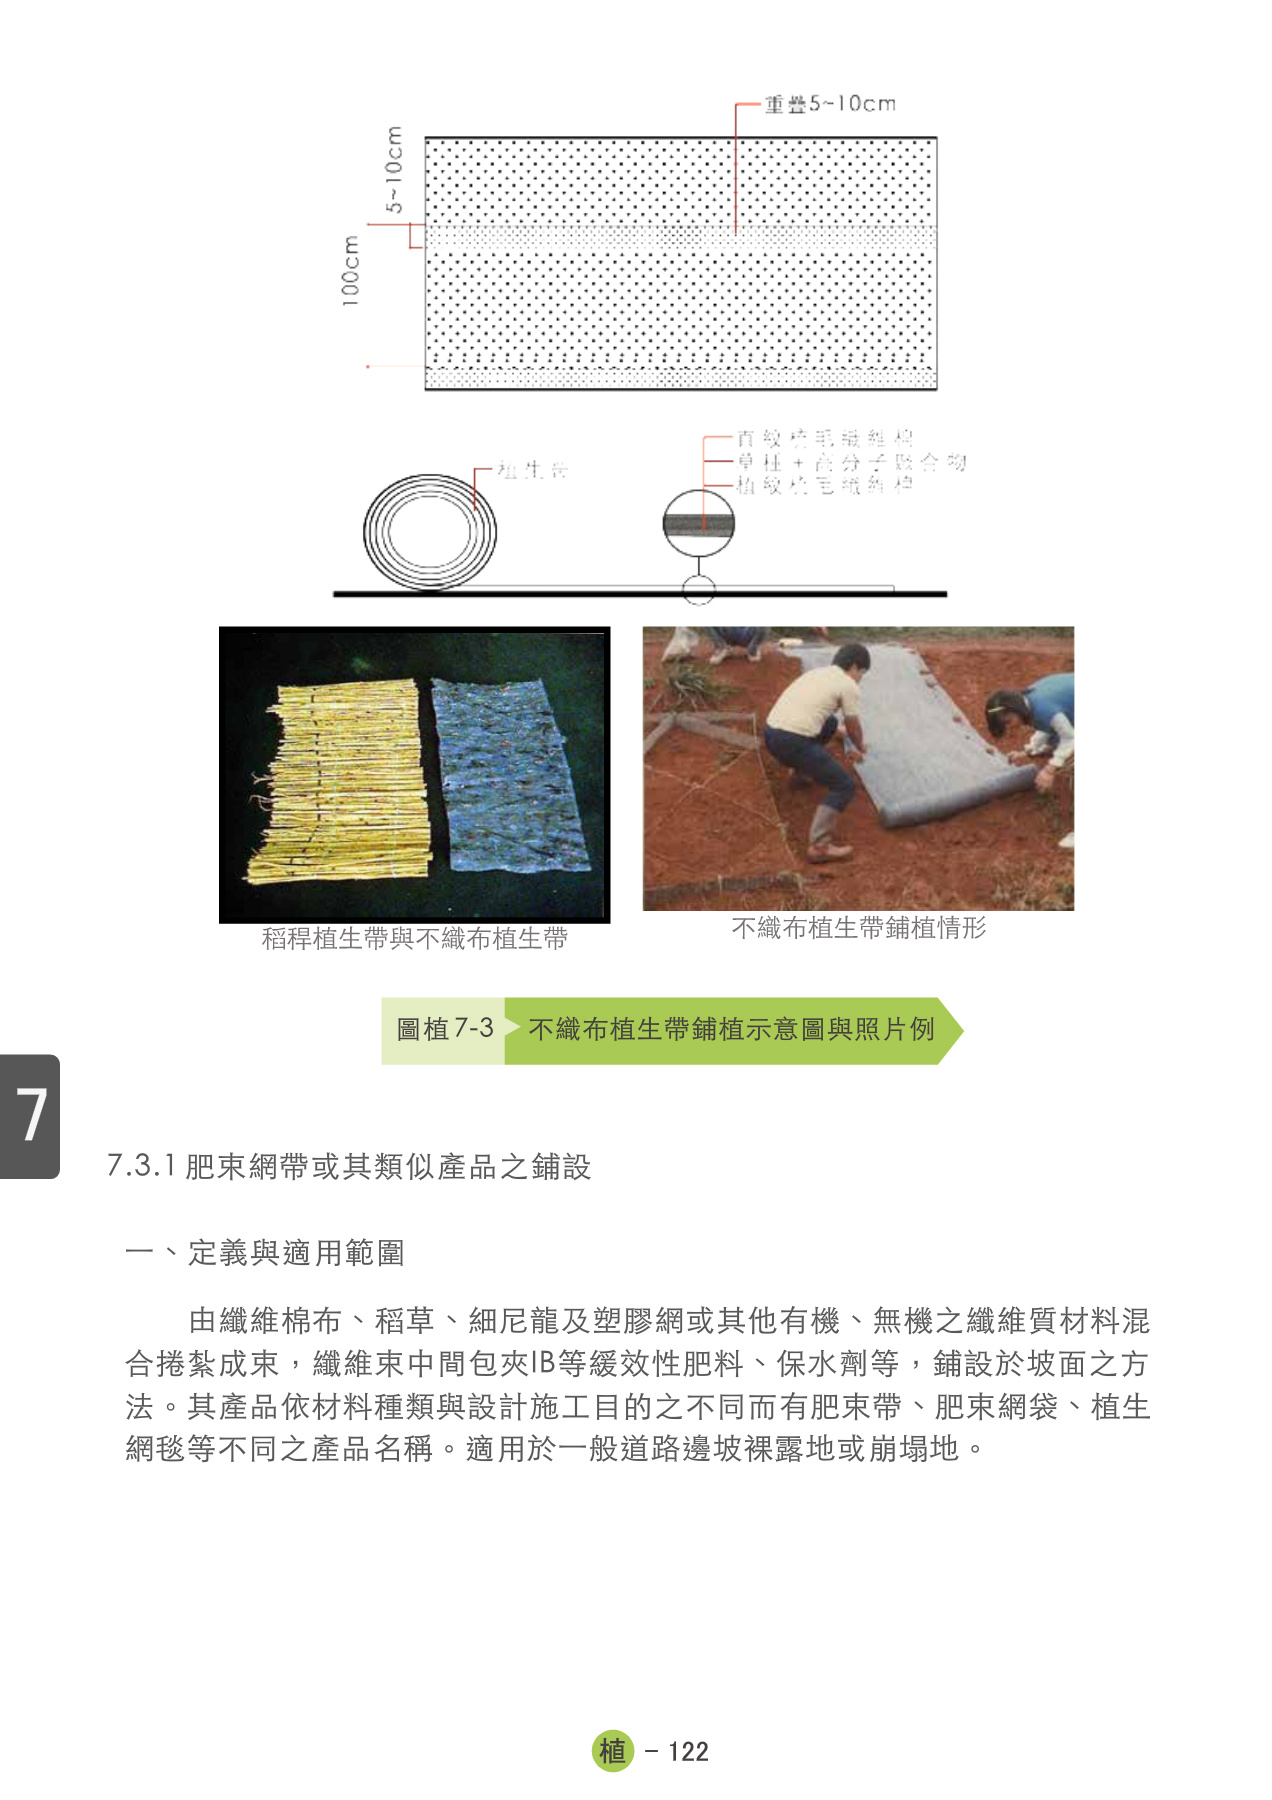 重疊5~10cm
5~10cm
100cm
植生帶
直紋植毛纖維棉
草種+高分子聚合物
植紋植毛纖維棉
稻稈植生帶與不織布植生帶
不織布植生帶鋪植情形
圖植7-3 不織布植生帶鋪植示意圖與照片例
7
7.3.1 肥束網帶或其類似產品之鋪設
一、定義與適用範圍
由纖維棉布、稻草、細尼龍及塑膠網或其他有機、無機之纖維質材料混
合捲紮成束，纖維束中間包夾IB等緩效性肥料、保水劑等，鋪設於坡面之方
法。其產品依材料種類與設計施工目的之不同而有肥束帶、肥束網袋、植生
網毯等不同之產品名稱。適用於一般道路邊坡裸露地或崩塌地。
植 – 122